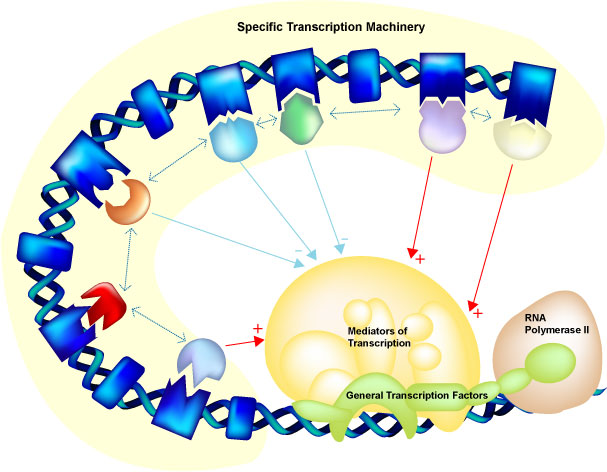 Specific Transcription Machinery
−
−
+
+
+
Mediators of
Transcription
RNA
Polymerase II
General Transcription Factors